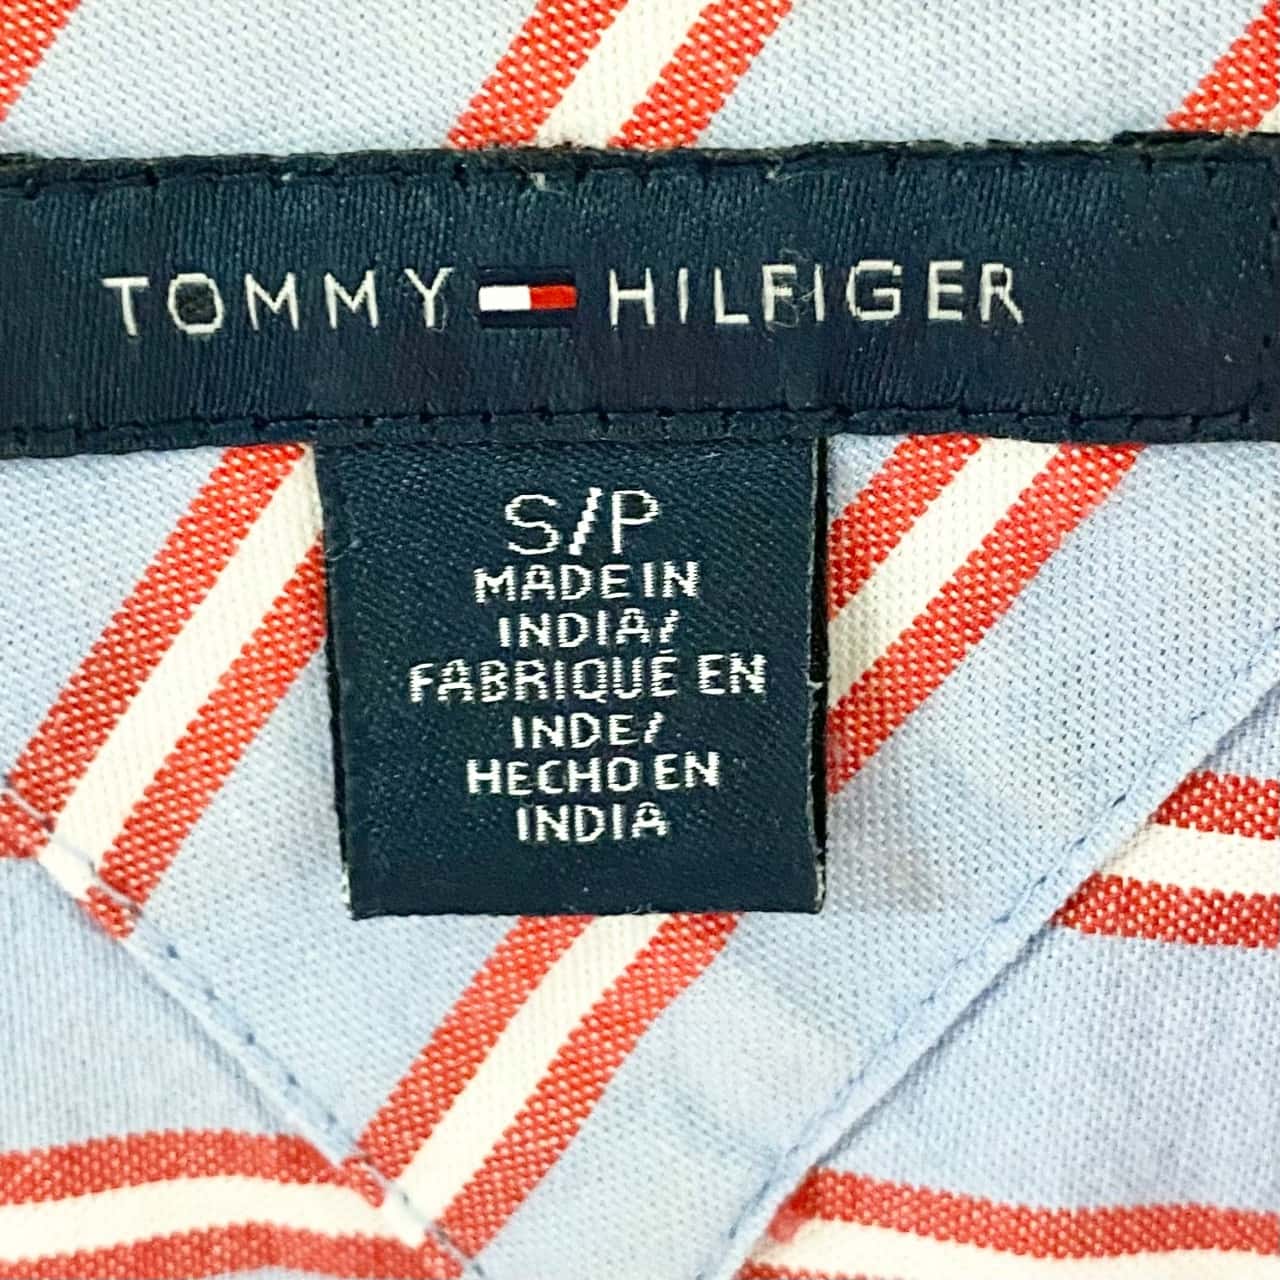 TOMMY HILFIGER
S/P
MADE IN
INDIA/
FABRIQUÉ EN
INDE/
HECHO EN
INDIA